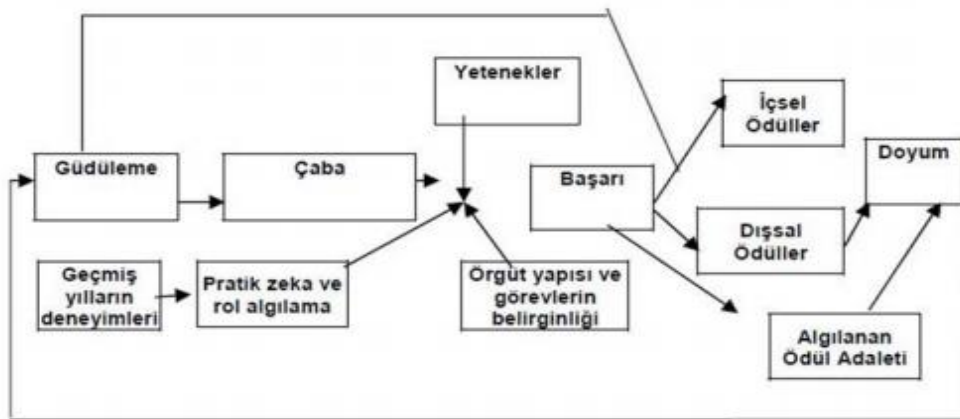 Yetenekler
İçsel
Ödüller
Güdüleme
Çaba
Başarı
Doyum
Dışsal
Ödüller
Geçmiş
yılların
deneyimleri
Pratik zeka ve
rol algılama
Örgüt yapısı ve
görevlerin
belirginliği
Algılanan
Ödül Adaleti